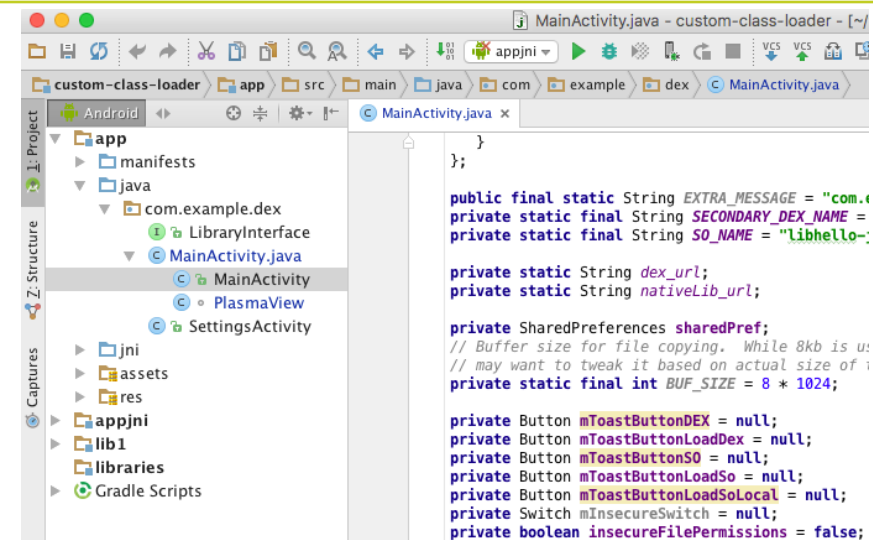 MainActivity.java - custom-class-loader - [~/
appjni
VCS VCS
custom-class-loader app src main java com example dex MainActivity.java
Android
MainActivity.java
1: Project
Z: Structure
Captures
app
manifests
java
com.example.dex
LibraryInterface
MainActivity.java
MainActivity
PlasmaView
SettingsActivity
jni
assets
res
appjni
lib1
libraries
Gradle Scripts
}
};
public final static String EXTRA_MESSAGE = "com.e
private static final String SECONDARY_DEX_NAME =
private static final String SO_NAME = "libhello-j
private static String dex_url;
private static String nativeLib_url;
private SharedPreferences sharedPref;
// Buffer size for file copying.  While 8kb is us
// may want to tweak it based on actual size of t
private static final int BUF_SIZE = 8 * 1024;
private Button mToastButtonDEX = null;
private Button mToastButtonLoadDex = null;
private Button mToastButtonSO = null;
private Button mToastButtonLoadSo = null;
private Button mToastButtonLoadSoLocal = null;
private Switch mInsecureSwitch = null;
private boolean insecureFilePermissions = false;